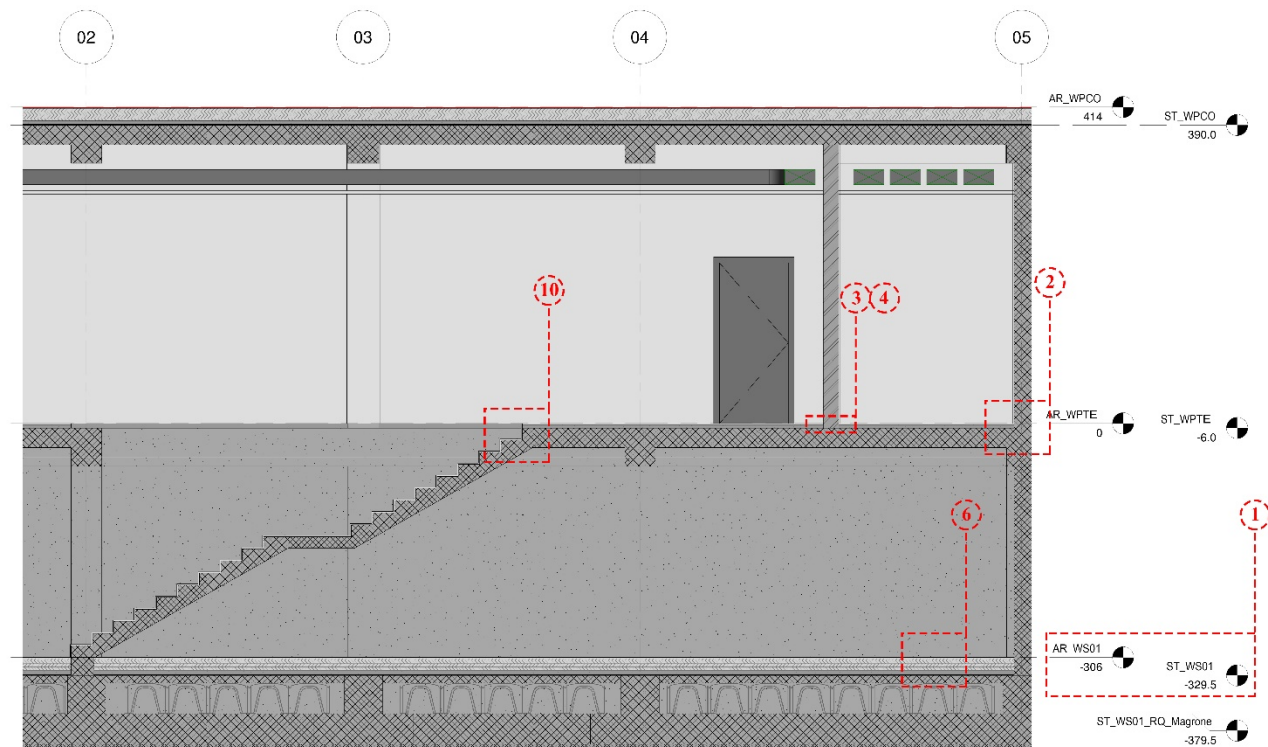 02
03
04
05
AR_WPCO
414
ST_WPCO
390.0
10
3
4
2
AR_WPTE
0
ST_WPTE
-6.0
6
1
AR_WS01
-306
ST_WS01
-329.5
ST_WS01_RQ_Magrone
-379.5